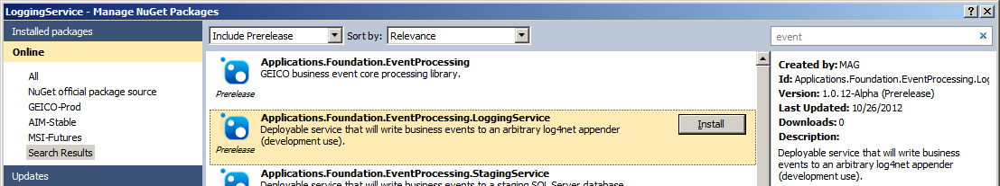 LoggingService - Manage NuGet Packages
Installed packages
Online
All
NuGet official package source
GEICO-Prod
AIM-Stable
MSI-Futures
Search Results
Updates
Include Prerelease
Sort by: Relevance
Applications.Foundation.EventProcessing
GEICO business event core processing library.
Prerelease
Applications.Foundation.EventProcessing.LoggingService
Deployable service that will write business events to an arbitrary log4net appender
(development use).
Prerelease
Install
Applications.Foundation.EventProcessing.StagingService
Deployable service that will write business events to a staging SQL Server database
event
Created by: MAG
Id: Applications.Foundation.EventProcessing.Log
Version: 1.0.12-Alpha (Prerelease)
Last Updated: 10/26/2012
Downloads: 0
Description:
Deployable service that will write business
events to an arbitrary log4net appender
(development use).